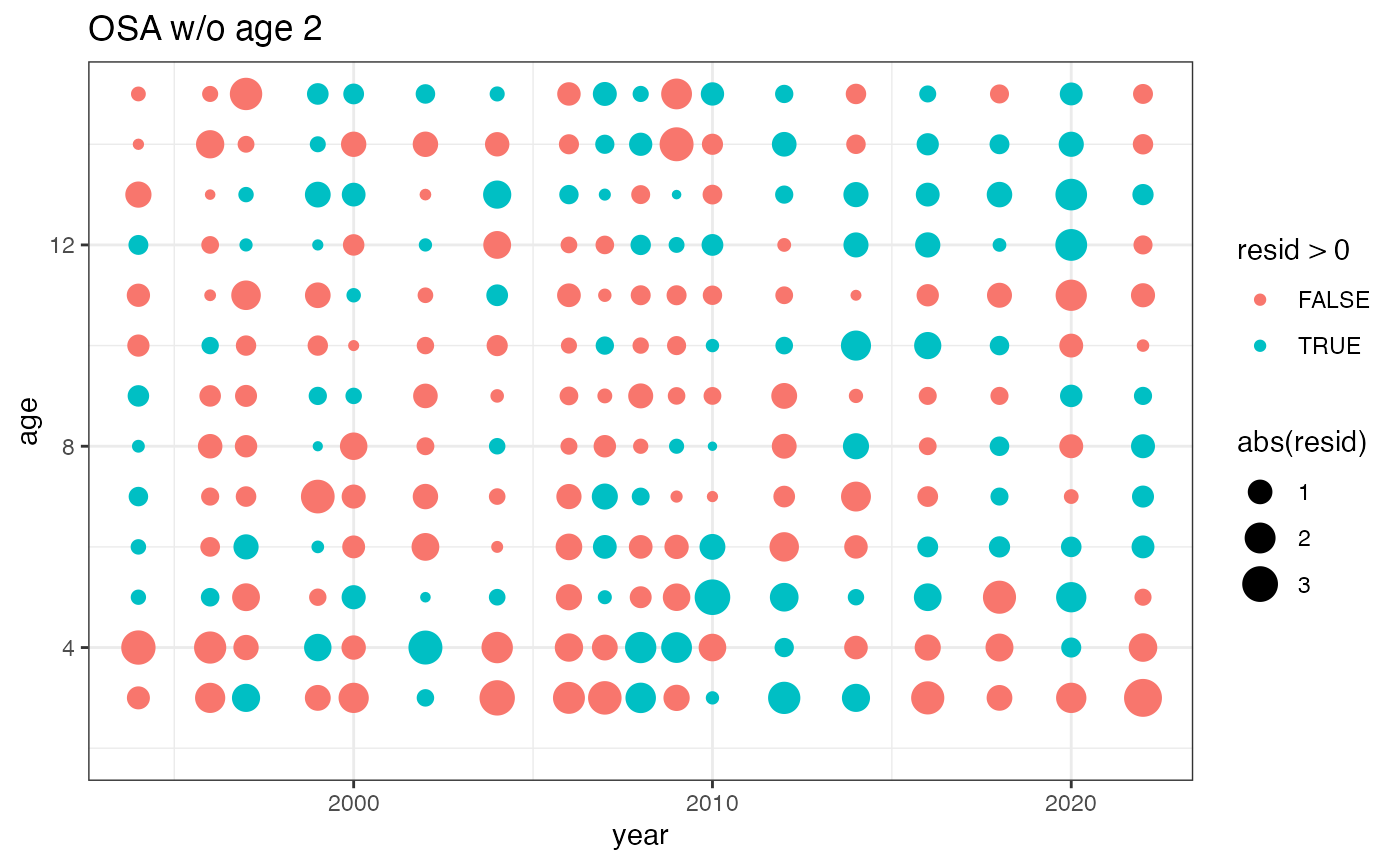 OSA w/o age 2
12
8
4
age
2000
2010
2020
year
resid > 0
FALSE
TRUE
abs(resid)
1
2
3